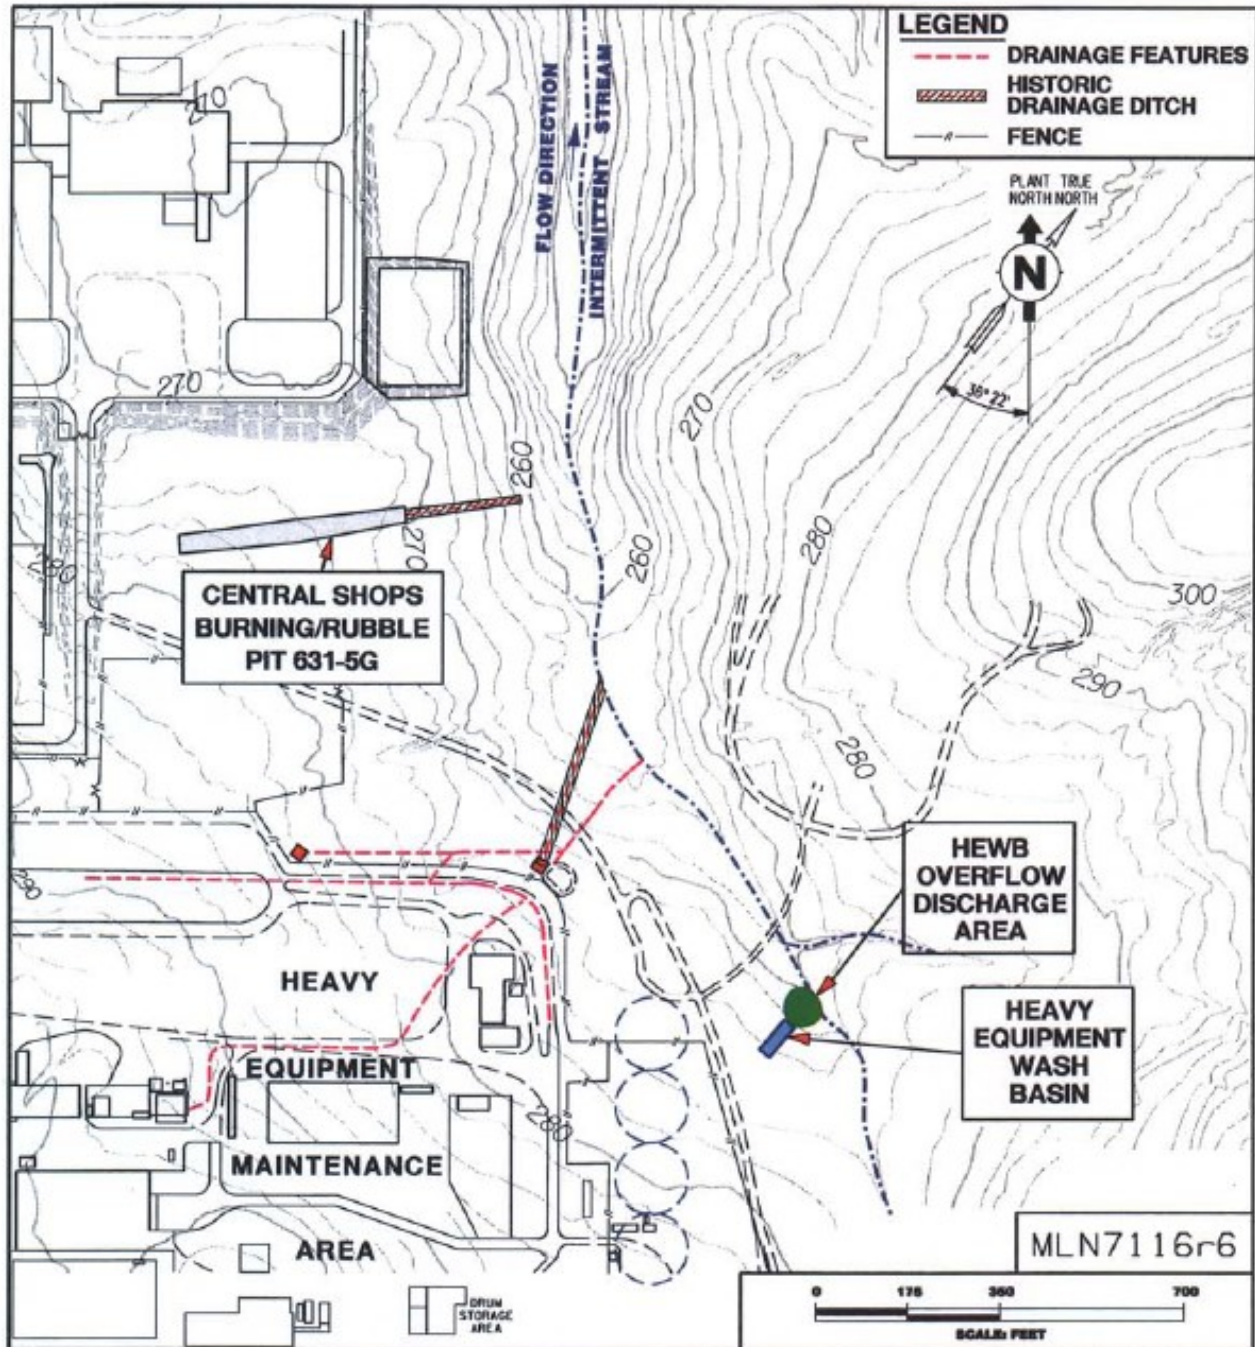 LEGEND
DRAINAGE FEATURES
HISTORIC
DRAINAGE DITCH
FENCE
PLANT TRUE
NORTH NORTH
N
38° 22'
FLOW DIRECTION
INTERMITTENT STREAM
270
270
260
270
280
260
270
280
300
290
280
280
290
280
CENTRAL SHOPS
BURNING/RUBBLE
PIT 631-5G
HEWB
OVERFLOW
DISCHARGE
AREA
HEAVY
EQUIPMENT
WASH
BASIN
HEAVY
EQUIPMENT
MAINTENANCE
AREA
DRUM
STORAGE
AREA
MLN7116r6
0 175 350 700
SCALE: FEET